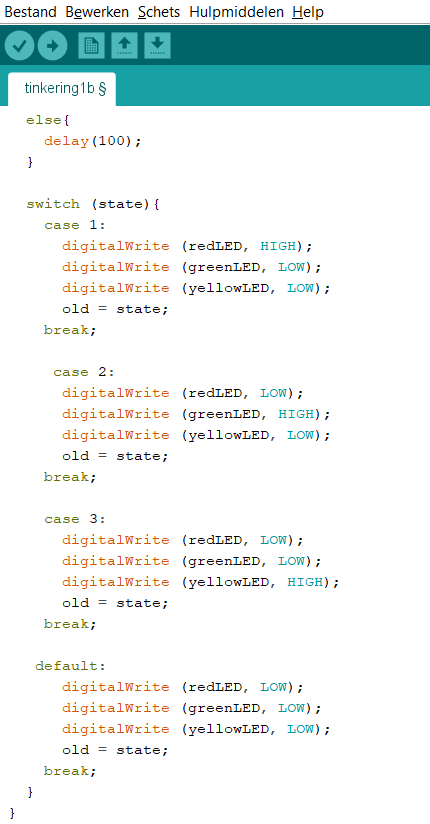 Bestand Bewerken Schets Hulpmiddelen Help
tinkering1b §
else{
delay(100);
}
switch (state){
case 1:
digitalWrite (redLED, HIGH);
digitalWrite (greenLED, LOW);
digitalWrite (yellowLED, LOW);
old = state;
break;
case 2:
digitalWrite (redLED, LOW);
digitalWrite (greenLED, HIGH);
digitalWrite (yellowLED, LOW);
old = state;
break;
case 3:
digitalWrite (redLED, LOW);
digitalWrite (greenLED, LOW);
digitalWrite (yellowLED, HIGH);
old = state;
break;
default:
digitalWrite (redLED, LOW);
digitalWrite (greenLED, LOW);
digitalWrite (yellowLED, LOW);
old = state;
break;
}
}